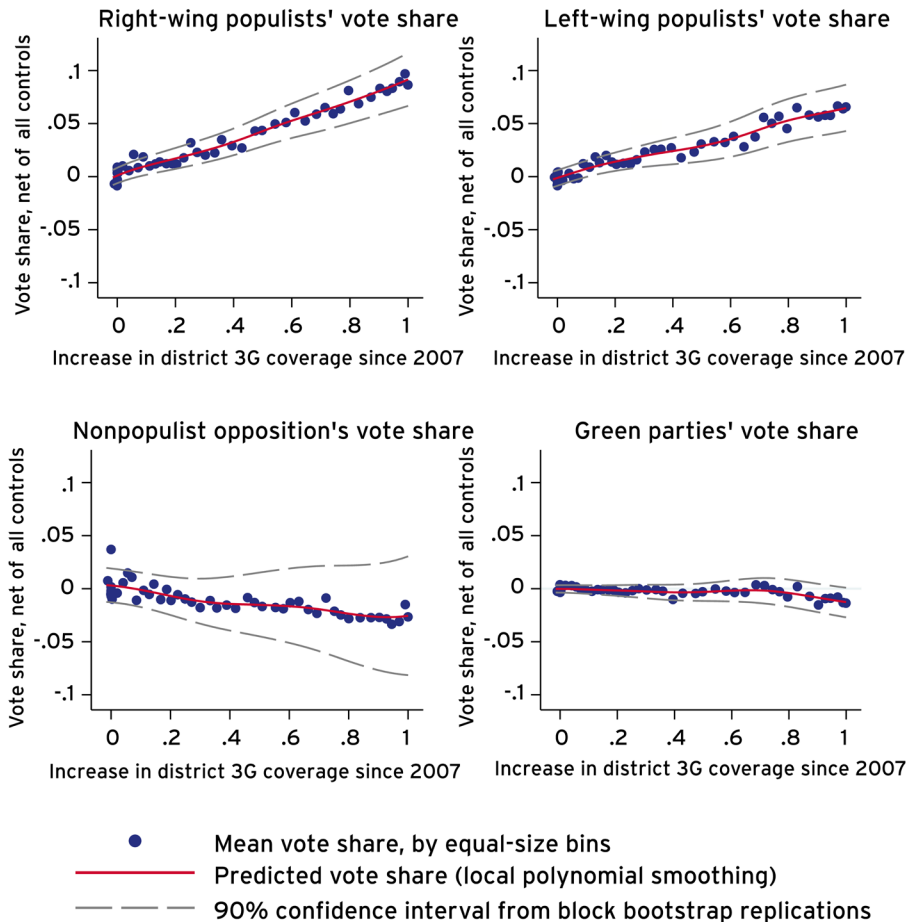 Right-wing populists' vote share
Vote share, net of all controls
.1
.05
0
-.05
-.1
0 .2 .4 .6 .8 1
Increase in district 3G coverage since 2007
Left-wing populists' vote share
Vote share, net of all controls
.1
.05
0
-.05
-.1
0 .2 .4 .6 .8 1
Increase in district 3G coverage since 2007
Nonpopulist opposition's vote share
Vote share, net of all controls
.1
.05
0
-.05
-.1
0 .2 .4 .6 .8 1
Increase in district 3G coverage since 2007
Green parties' vote share
Vote share, net of all controls
.1
.05
0
-.05
-.1
0 .2 .4 .6 .8 1
Increase in district 3G coverage since 2007
Mean vote share, by equal-size bins
Predicted vote share (local polynomial smoothing)
90% confidence interval from block bootstrap replications